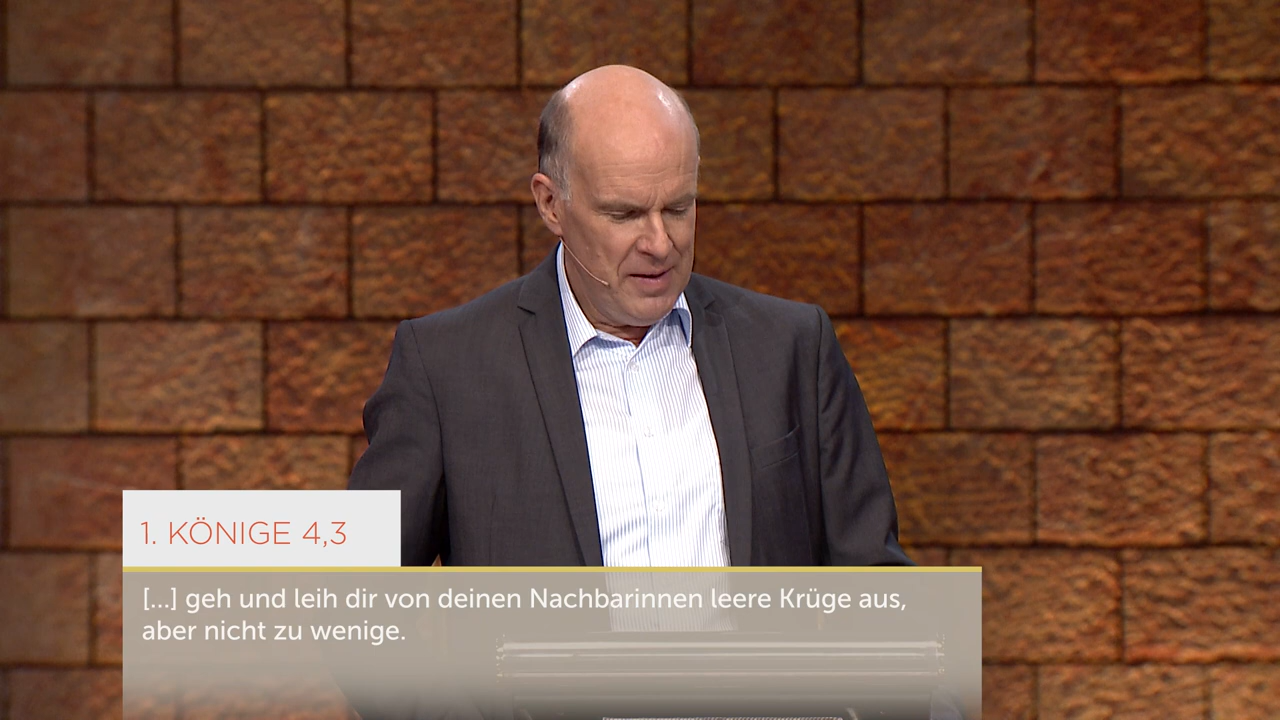 1. KÖNIGE 4,3
[...] geh und leih dir von deinen Nachbarinnen leere Krüge aus,
aber nicht zu wenige.